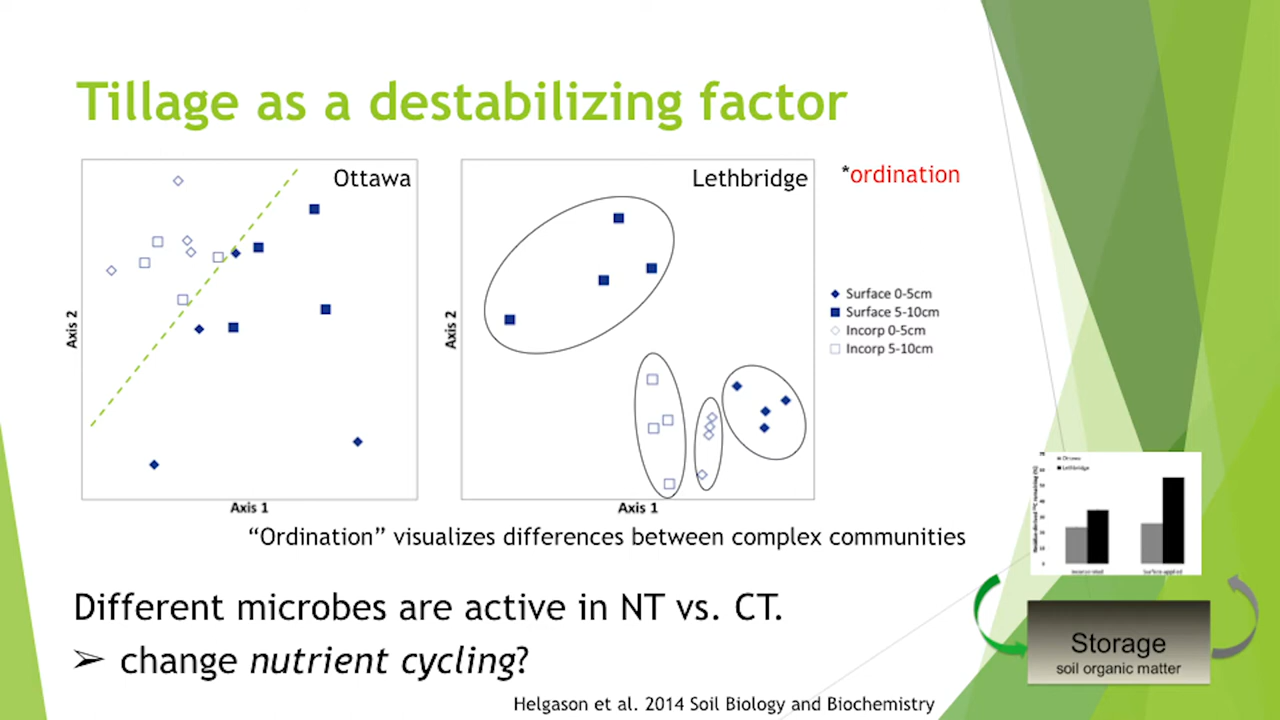 Tillage as a destabilizing factor
Ottawa
Axis 2
Axis 1
Lethbridge
Axis 2
Axis 1
*ordination
Surface 0-5cm
Surface 5-10cm
Incorp 0-5cm
Incorp 5-10cm
“Ordination” visualizes differences between complex communities
Different microbes are active in NT vs. CT.
➢ change nutrient cycling?
Ottawa
Lethbridge
Storage
soil organic matter
Helgason et al. 2014 Soil Biology and Biochemistry